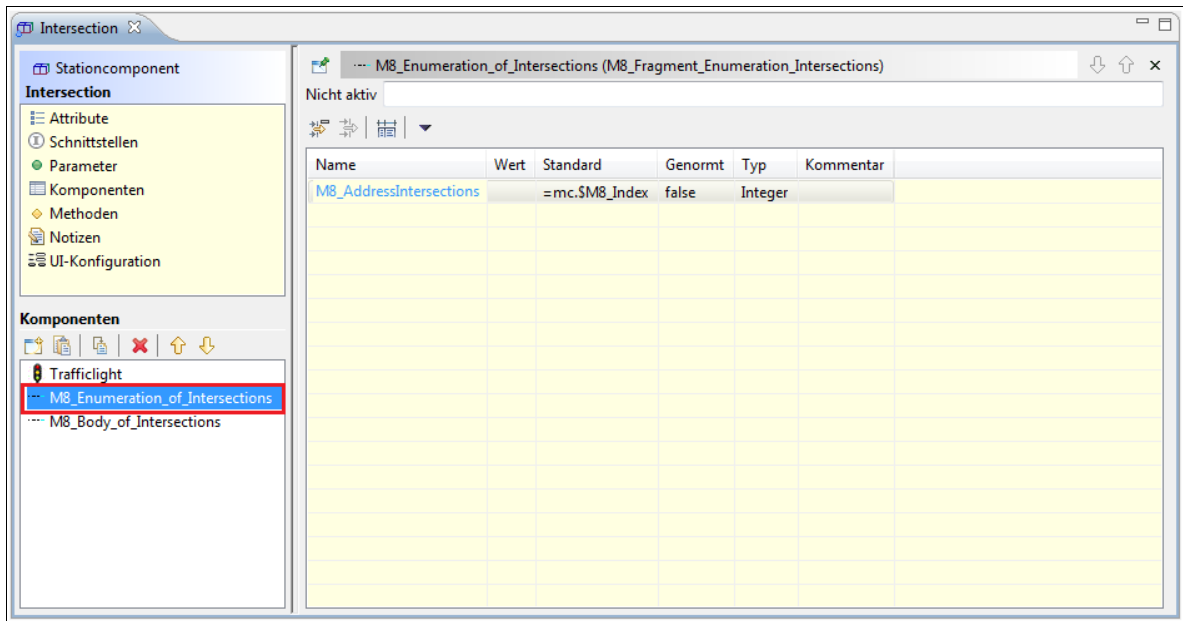 Intersection
Stationcomponent
Intersection
Attribute
Schnittstellen
Parameter
Komponenten
Methoden
Notizen
UI-Konfiguration
Komponenten
Trafficlight
M8_Enumeration_of_Intersections
M8_Body_of_Intersections
M8_Enumeration_of_Intersections (M8_Fragment_Enumeration_Intersections)
Nicht aktiv
Name Wert Standard Genormt Typ Kommentar
M8_AddressIntersections =mc.$M8_Index false Integer